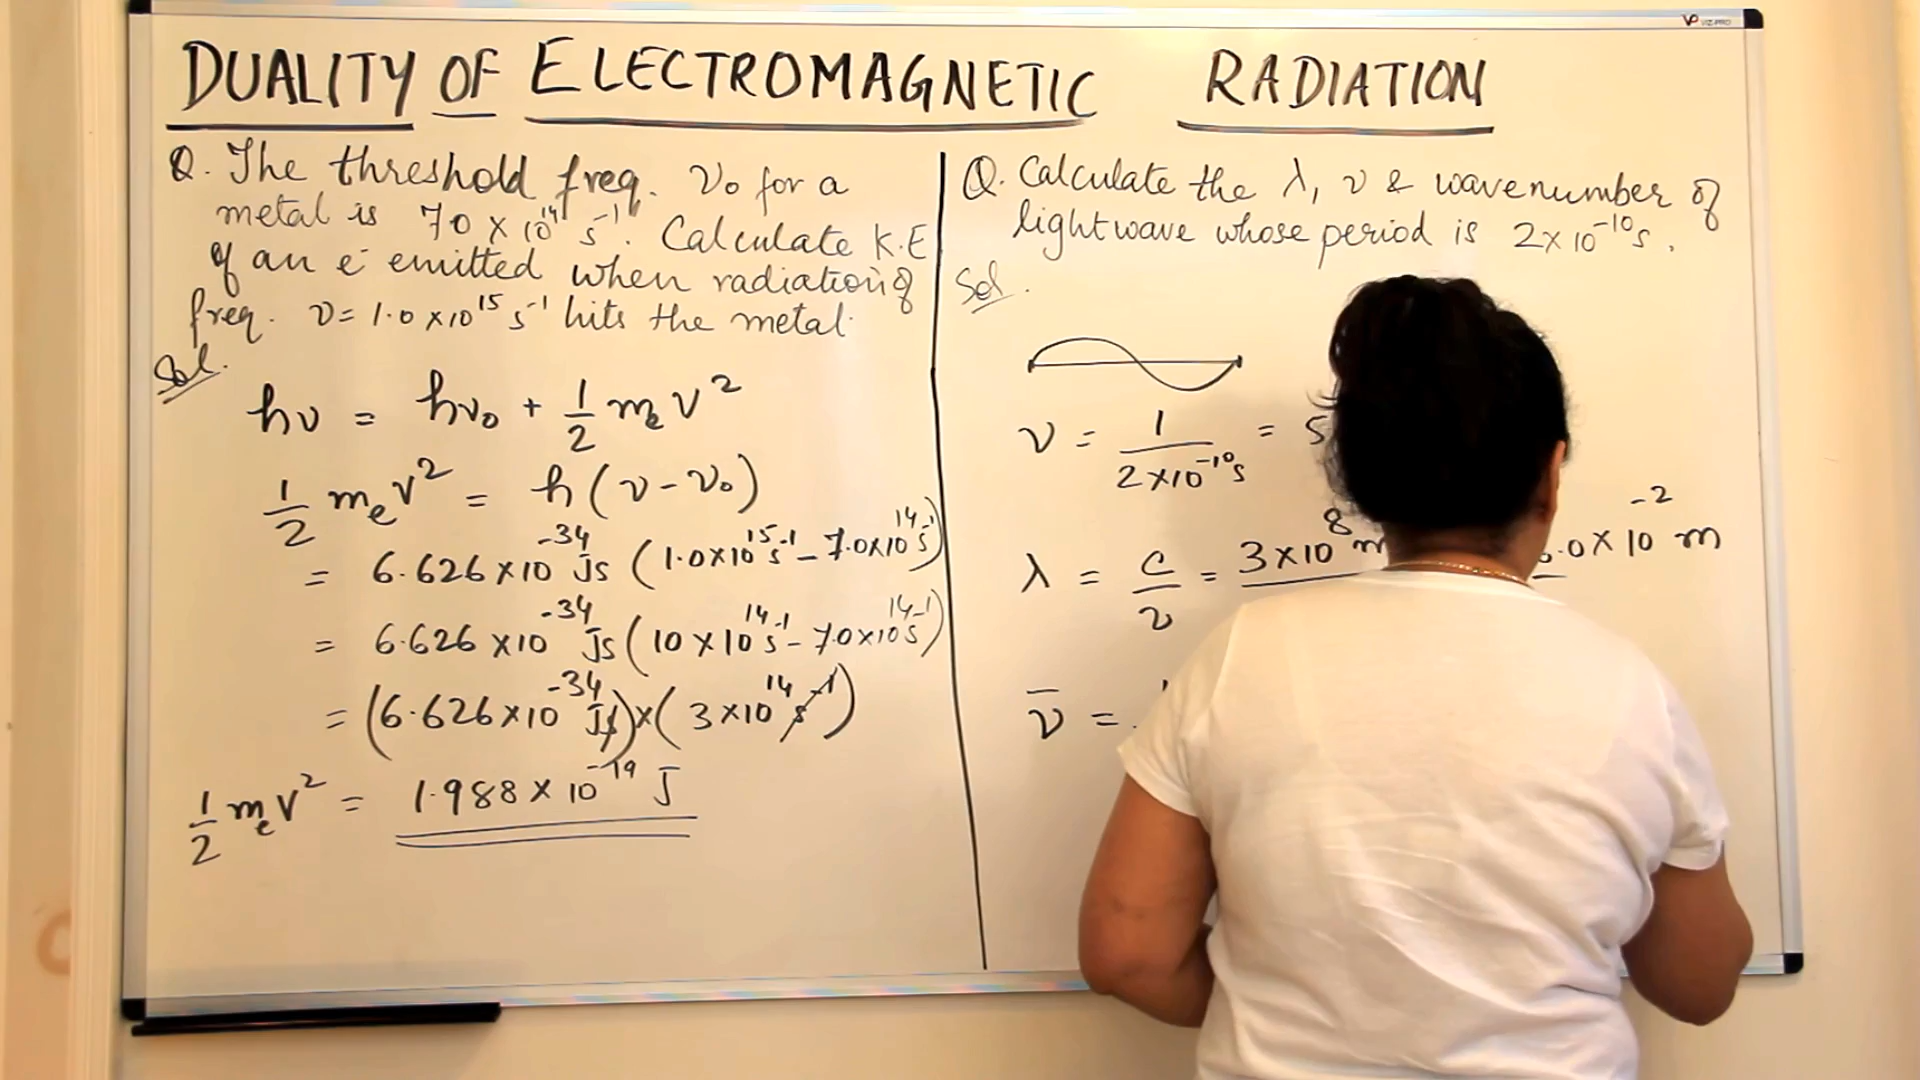 VIZ-PRO
DUALITY OF ELECTROMAGNETIC RADIATION
Q. The threshold freq. ν₀ for a
metal is 70 × 10¹⁴ s⁻¹. Calculate K.E
of an e⁻ emitted when radiation of
freq. ν = 1.0 × 10¹⁵ s⁻¹ hits the metal.
Sol.
hν = hν₀ + 1/2 mₑv²
1/2 mₑv² = h(ν - ν₀)
= 6.626 × 10⁻³⁴ Js (1.0 × 10¹⁵ s⁻¹ - 7.0 × 10¹⁴ s⁻¹)
= 6.626 × 10⁻³⁴ Js (10 × 10¹⁴ s⁻¹ - 7.0 × 10¹⁴ s⁻¹)
= (6.626 × 10⁻³⁴ Js) × (3 × 10¹⁴ s⁻¹)
1/2 mₑv² = 1.988 × 10⁻¹⁹ J
Q. Calculate the λ, ν & wavenumber of
lightwave whose period is 2 × 10⁻¹⁰ s.
Sol.
ν = 1/(2 × 10⁻¹⁰ s) = 5
λ = c/ν = 3 × 10⁸ m .0 × 10⁻² m
ν̄ =